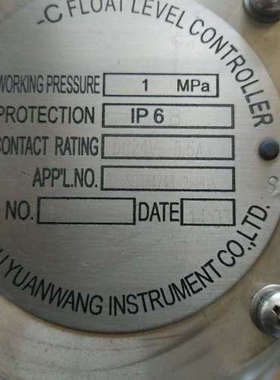 -C FLOAT LEVEL CONTROLLER
WORKING PRESSURE 1 MPa
PROTECTION IP 6
CONTACT RATING
APP'L.NO.
NO. DATE
YUANWANG INSTRUMENT CO.,LTD.